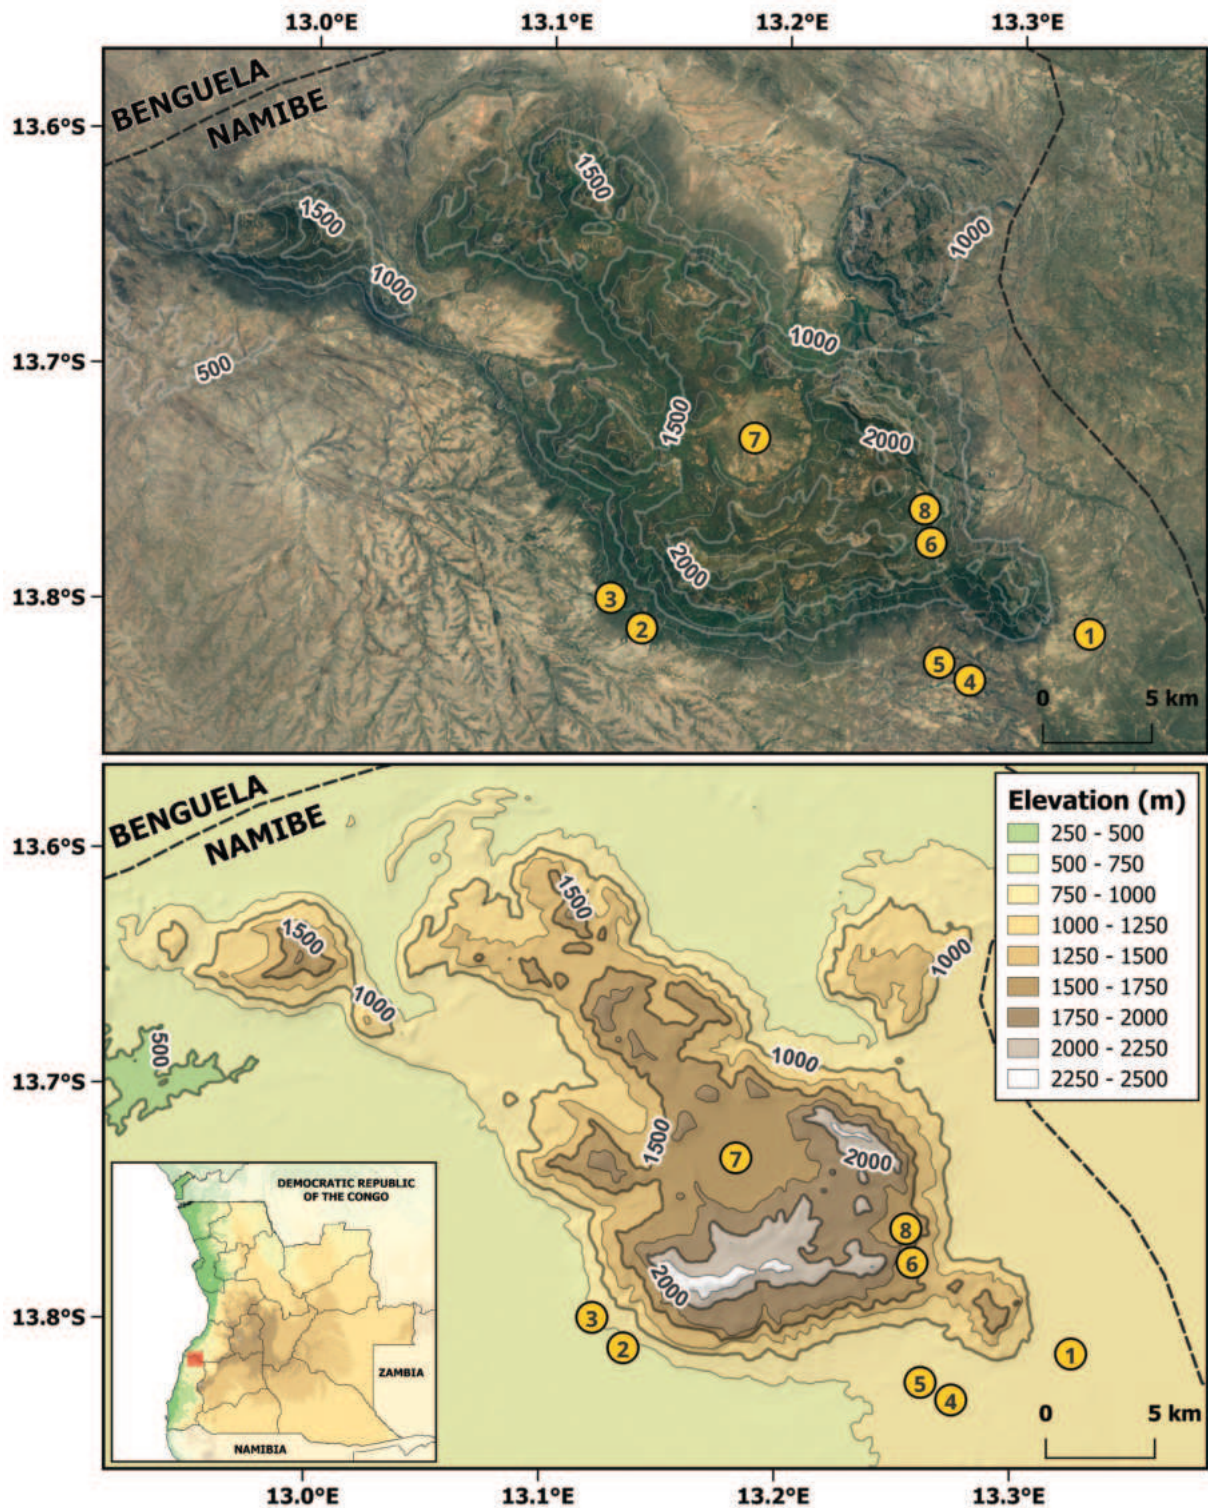 13.0°E 13.1°E 13.2°E 13.3°E
BENGUELA
NAMIBE
13.6°S
1500
1500
1000
1000
13.7°S
500
1000
1500
7
2000
8
6
2000
13.8°S
3
2
1
5
4
0 5 km
BENGUELA
NAMIBE
Elevation (m)
250 - 500
500 - 750
750 - 1000
1000 - 1250
1250 - 1500
1500 - 1750
1750 - 2000
2000 - 2250
2250 - 2500
13.6°S
1500
1500
1000
1000
500
1000
13.7°S
1500
7
2000
8
6
2000
13.8°S
3
2
1
5
4
0 5 km
DEMOCRATIC REPUBLIC
OF THE CONGO
ZAMBIA
NAMIBIA
13.0°E 13.1°E 13.2°E 13.3°E